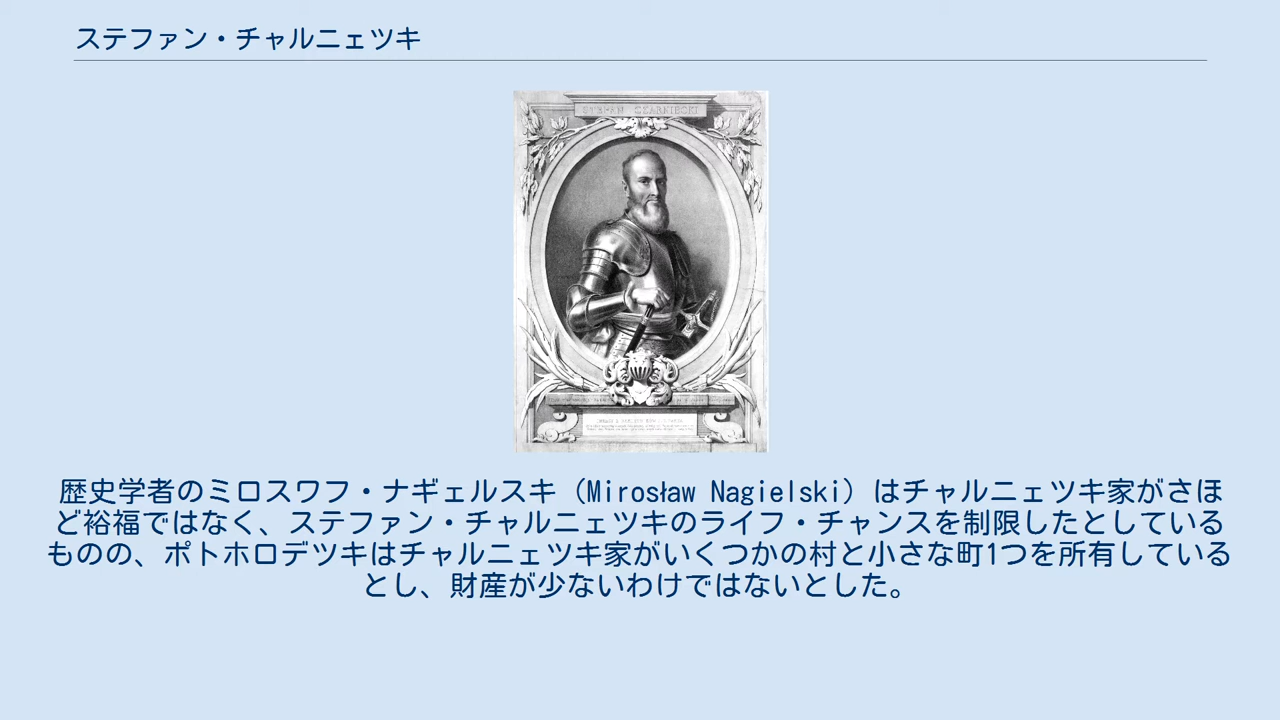 ステファン・チャルニェツキ
STEFAN CZARNIECKI
歴史学者のミロスワフ・ナギェルスキ（Mirosław Nagielski）はチャルニェツキ家がさほ
ど裕福ではなく、ステファン・チャルニェツキのライフ・チャンスを制限したとしている
ものの、ポトホロデツキはチャルニェツキ家がいくつかの村と小さな町1つを所有している
とし、財産が少ないわけではないとした。